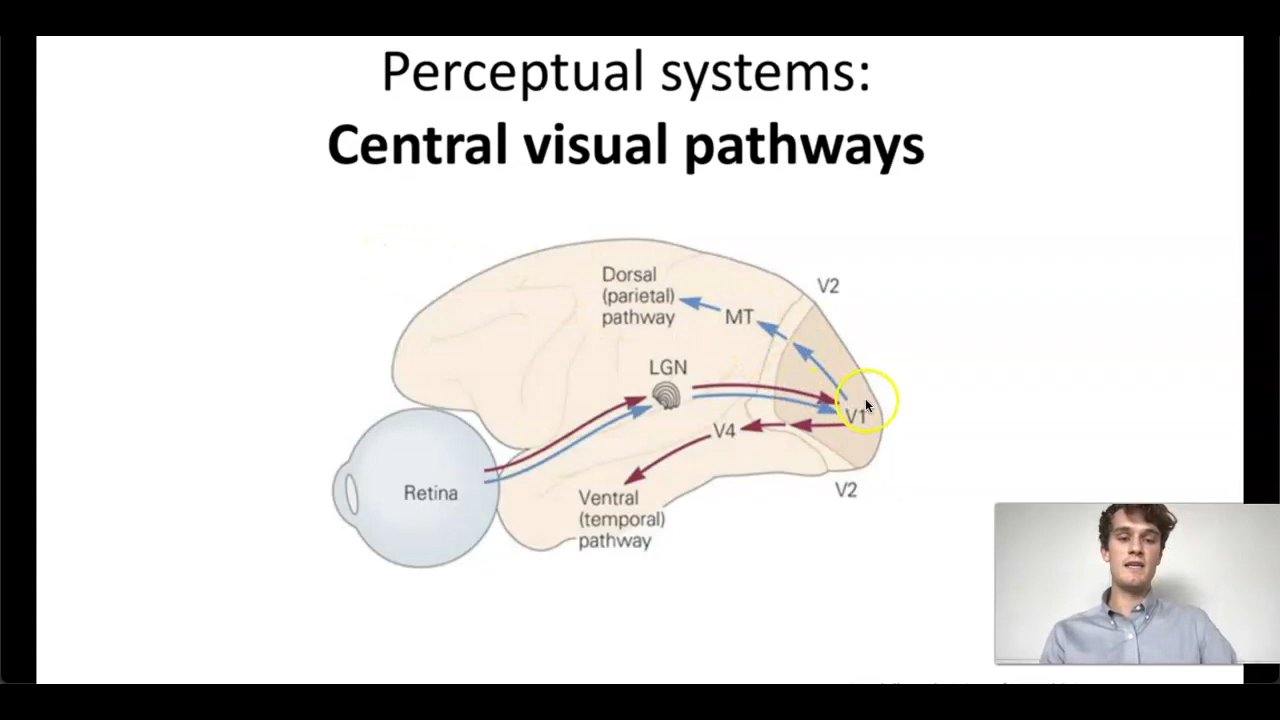 Perceptual systems:
Central visual pathways
Dorsal
(parietal)
pathway
V2
MT
LGN
V1
V4
Retina
Ventral
(temporal)
pathway
V2